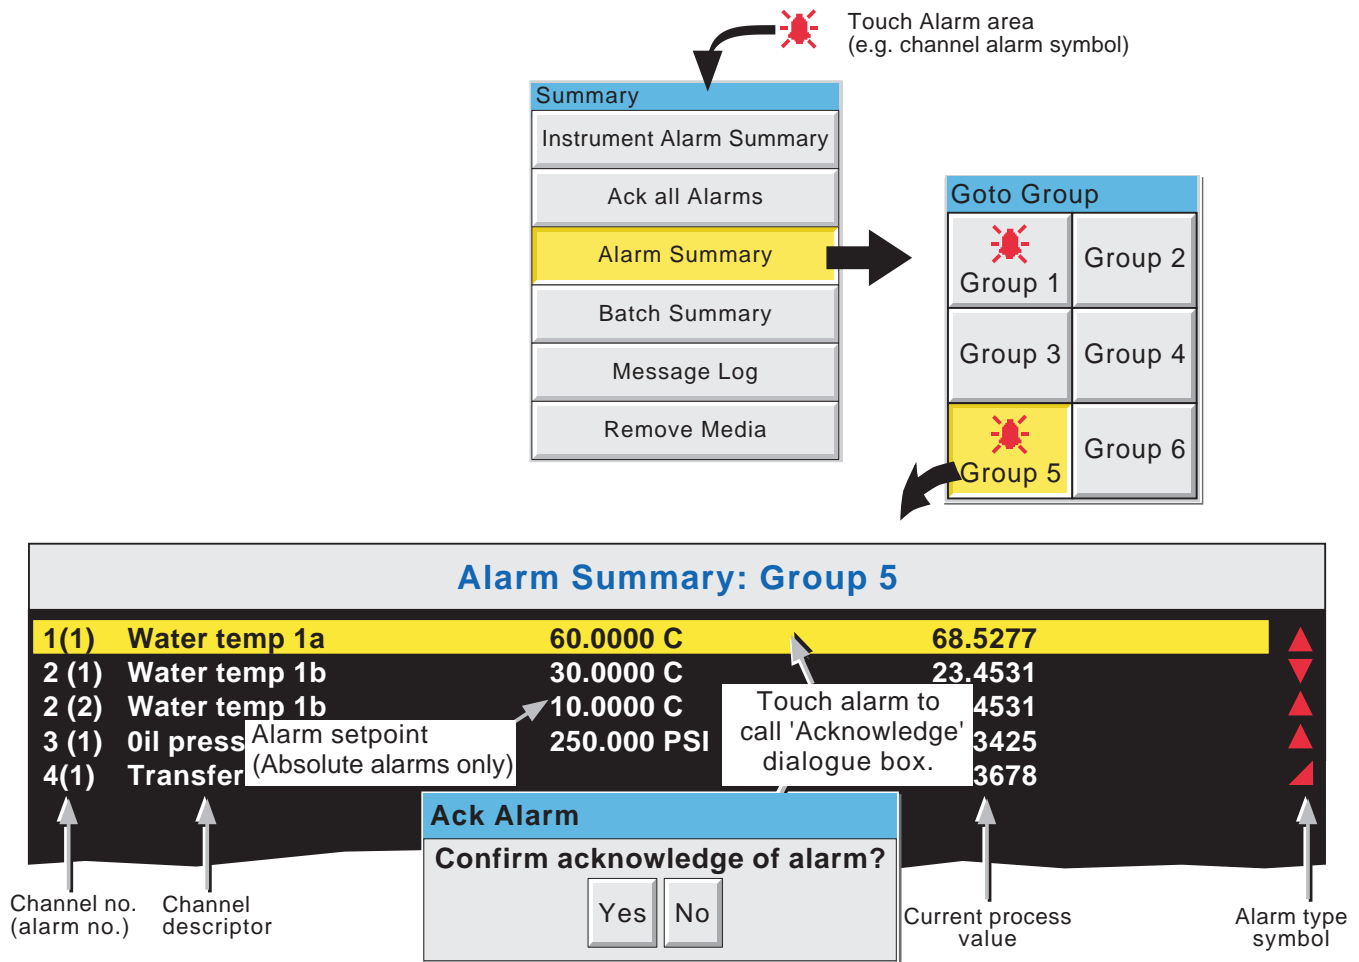 Touch Alarm area
(e.g. channel alarm symbol)
Summary
Instrument Alarm Summary
Ack all Alarms
Alarm Summary
Batch Summary
Message Log
Remove Media
Goto Group
Group 1
Group 2
Group 3
Group 4
Group 5
Group 6
Alarm Summary: Group 5
1(1) Water temp 1a 60.0000 C 68.5277
2 (1) Water temp 1b 30.0000 C 23.4531
2 (2) Water temp 1b 10.0000 C 4531
3 (1) 0il press 250.000 PSI 3425
4(1) Transfer 3678
Alarm setpoint
(Absolute alarms only)
Touch alarm to
call 'Acknowledge'
dialogue box.
Ack Alarm
Confirm acknowledge of alarm?
Yes No
Channel no.
(alarm no.)
Channel
descriptor
Current process
value
Alarm type
symbol